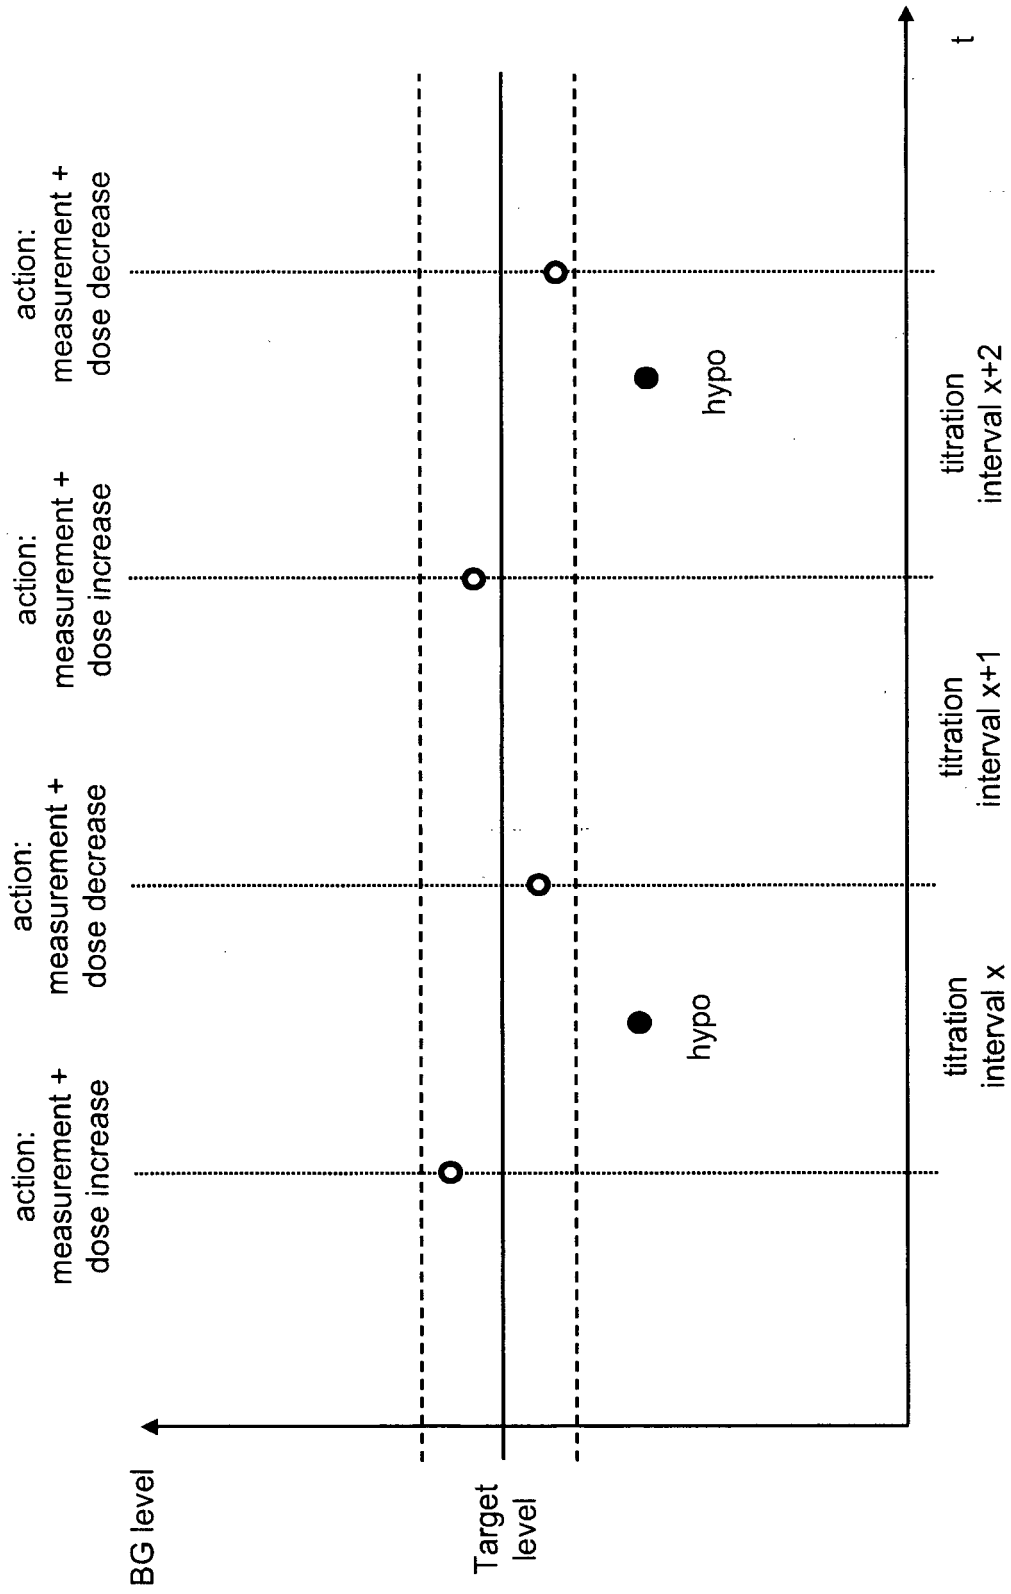 BG level
action:
measurement +
dose increase
action:
measurement +
dose decrease
action:
measurement +
dose increase
action:
measurement +
dose decrease
Target
level
hypo
hypo
titration
interval x
titration
interval x+1
titration
interval x+2
t